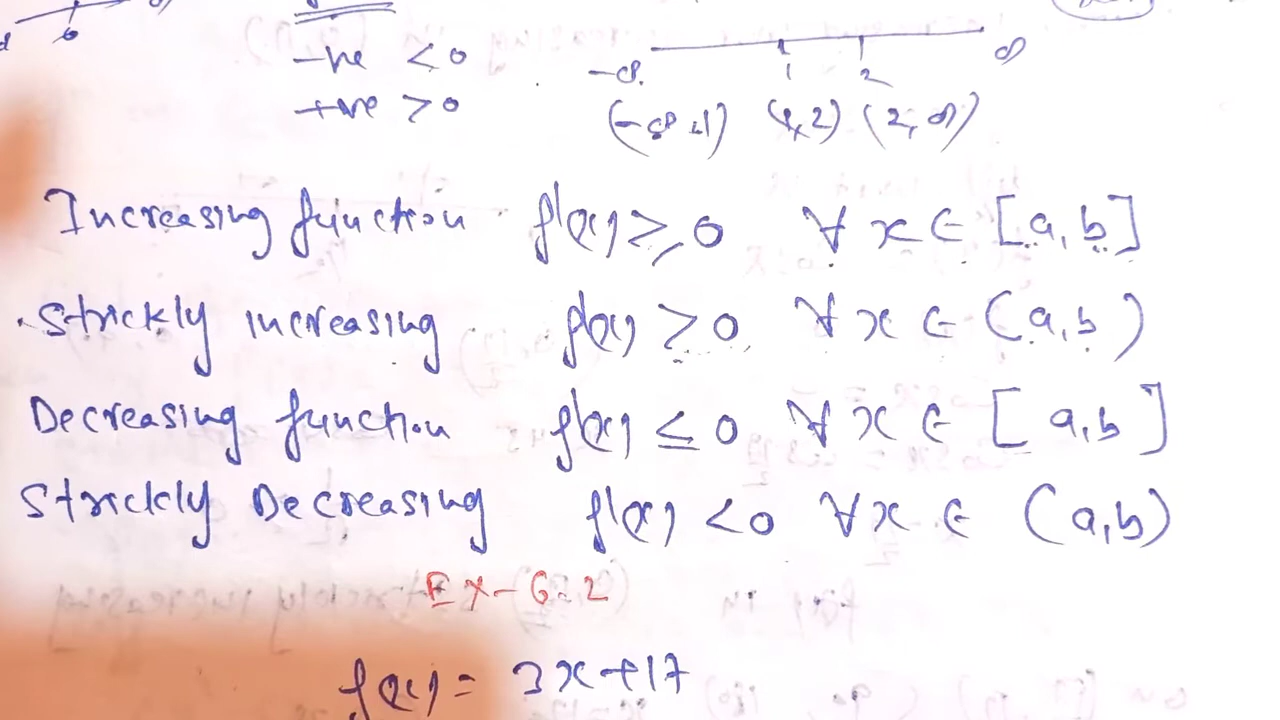 -ve < 0
+ve > 0
-∞ 1 2 ∞
(-∞,1) (1,2) (2,∞)
Increasing function f'(x) ≥ 0 ∀ x ∈ [a,b]
Strickly increasing f'(x) > 0 ∀ x ∈ (a,b)
Decreasing function f'(x) ≤ 0 ∀ x ∈ [a,b]
Strickly Decreasing f'(x) < 0 ∀ x ∈ (a,b)
Ex-6.2
f(x) = 3x+17